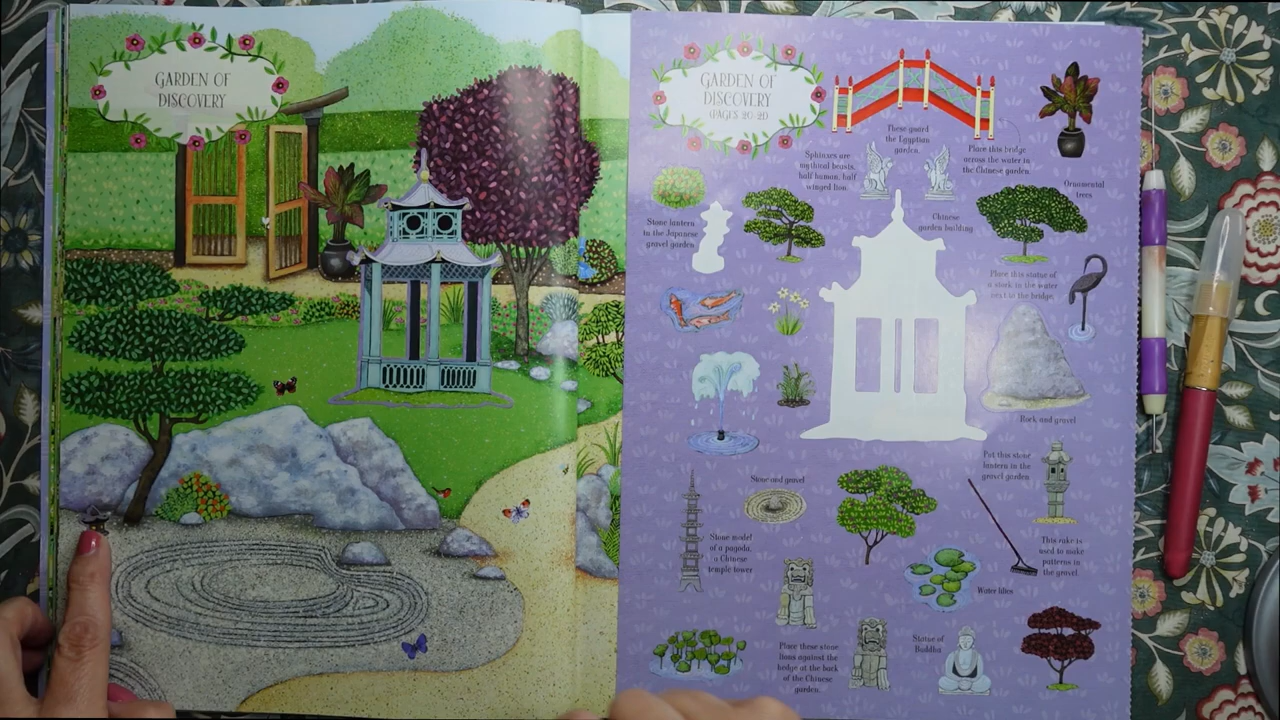 GARDEN OF
DISCOVERY
GARDEN OF
DISCOVERY
(PAGES 20-21)
These guard
the Egyptian
garden.
Place this bridge
across the water in
the Chinese garden.
Sphinxes are
mythical beasts,
half human, half
winged lion.
Ornamental
trees
Stone lantern
in the Japanese
gravel garden
Chinese
garden building
Place this statue of
a stork in the water
next to the bridge.
Rock and gravel
Put this stone
lantern in the
gravel garden
Stone and gravel
Stone model
of a pagoda,
a Chinese
temple tower
This rake is
used to make
patterns in
the gravel.
Water lilies
Place these stone
lions against the
hedge at the back
of the Chinese
garden.
Statue of
Buddha